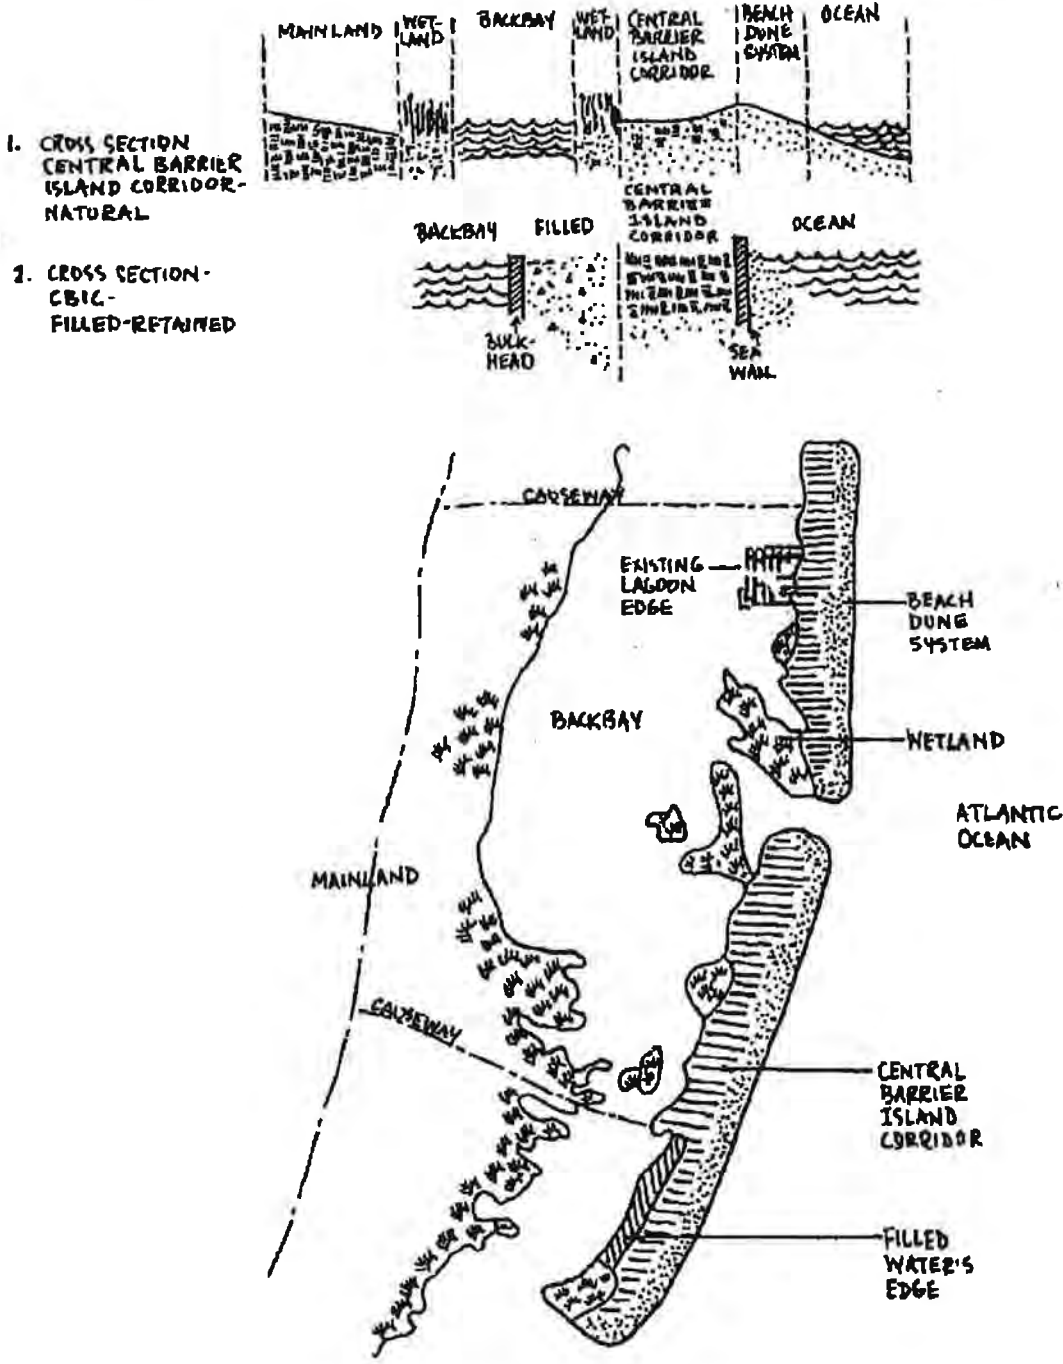 MAINLAND
WET-
LAND
BACKBAY
WET-
LAND
CENTRAL
BARRIER
ISLAND
CORRIDOR
BEACH
DUNE
SYSTEM
OCEAN
1. CROSS SECTION
CENTRAL BARRIER
ISLAND CORRIDOR-
NATURAL
BACKBAY
FILLED
CENTRAL
BARRIER
ISLAND
CORRIDOR
OCEAN
2. CROSS SECTION-
CBIC-
FILLED-RETAINED
BULK-
HEAD
SEA
WALL
CAUSEWAY
EXISTING
LAGOON
EDGE
BEACH
DUNE
SYSTEM
BACKBAY
WETLAND
ATLANTIC
OCEAN
MAINLAND
CAUSEWAY
CENTRAL
BARRIER
ISLAND
CORRIDOR
FILLED
WATER'S
EDGE